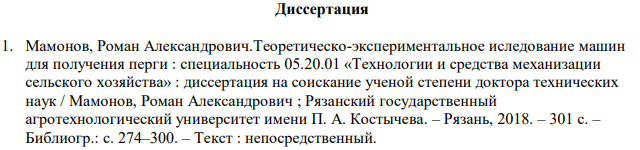 Диссертация
1. Мамонов, Роман Александрович.Теоретическо-экспериментальное иследование машин
для получения перги : специальность 05.20.01 «Технологии и средства механизации
сельского хозяйства» : диссертация на соискание ученой степени доктора технических
наук / Мамонов, Роман Александрович ; Рязанский государственный
агротехнологический университет имени П. А. Костычева. – Рязань, 2018. – 301 с. –
Библиогр.: с. 274–300. – Текст : непосредственный.